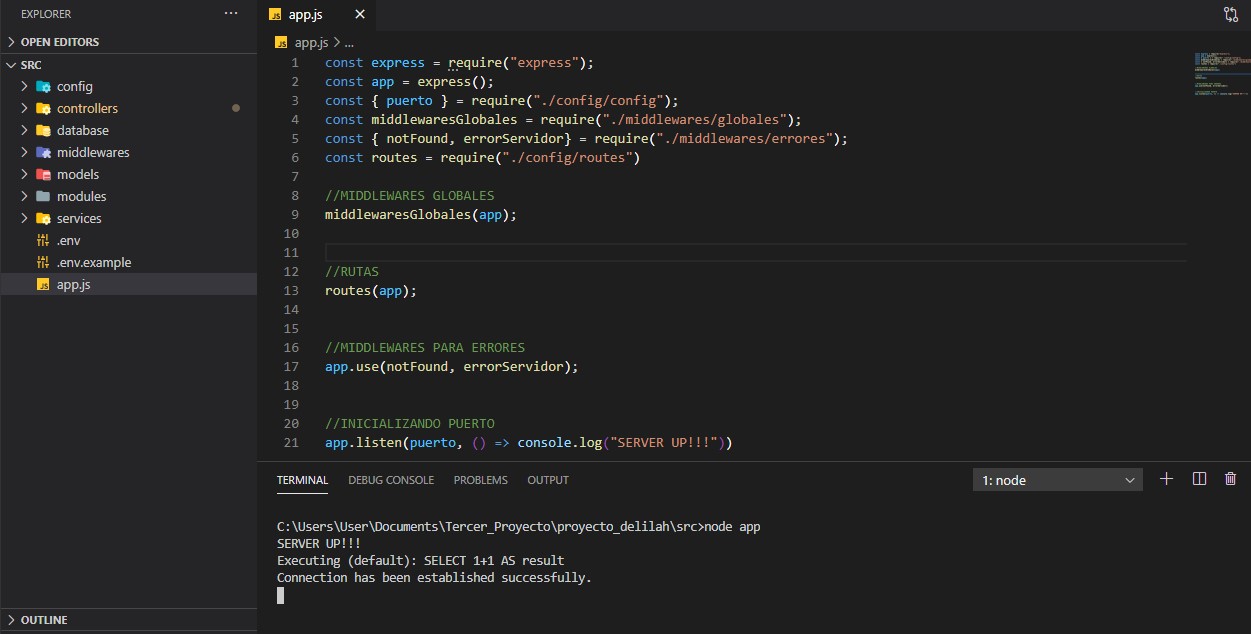 EXPLORER
OPEN EDITORS
SRC
config
controllers
database
middlewares
models
modules
services
.env
.env.example
JS app.js
OUTLINE
JS app.js
JS app.js > ...
1 const express = require("express");
2 const app = express();
3 const { puerto } = require("./config/config");
4 const middlewaresGlobales = require("./middlewares/globales");
5 const { notFound, errorServidor} = require("./middlewares/errores");
6 const routes = require("./config/routes")
7
8 //MIDDLEWARES GLOBALES
9 middlewaresGlobales(app);
10
11
12 //RUTAS
13 routes(app);
14
15
16 //MIDDLEWARES PARA ERRORES
17 app.use(notFound, errorServidor);
18
19
20 //INICIALIZANDO PUERTO
21 app.listen(puerto, () => console.log("SERVER UP!!!"))
TERMINAL DEBUG CONSOLE PROBLEMS OUTPUT 1: node
C:\Users\User\Documents\Tercer_Proyecto\proyecto_delilah\src>node app
SERVER UP!!!
Executing (default): SELECT 1+1 AS result
Connection has been established successfully.